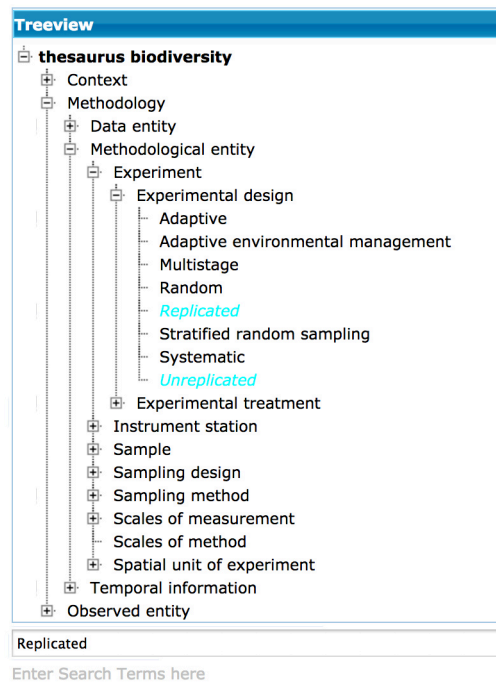 Treeview
thesaurus biodiversity
Context
Methodology
Data entity
Methodological entity
Experiment
Experimental design
Adaptive
Adaptive environmental management
Multistage
Random
Replicated
Stratified random sampling
Systematic
Unreplicated
Experimental treatment
Instrument station
Sample
Sampling design
Sampling method
Scales of measurement
Scales of method
Spatial unit of experiment
Temporal information
Observed entity
Replicated
Enter Search Terms here